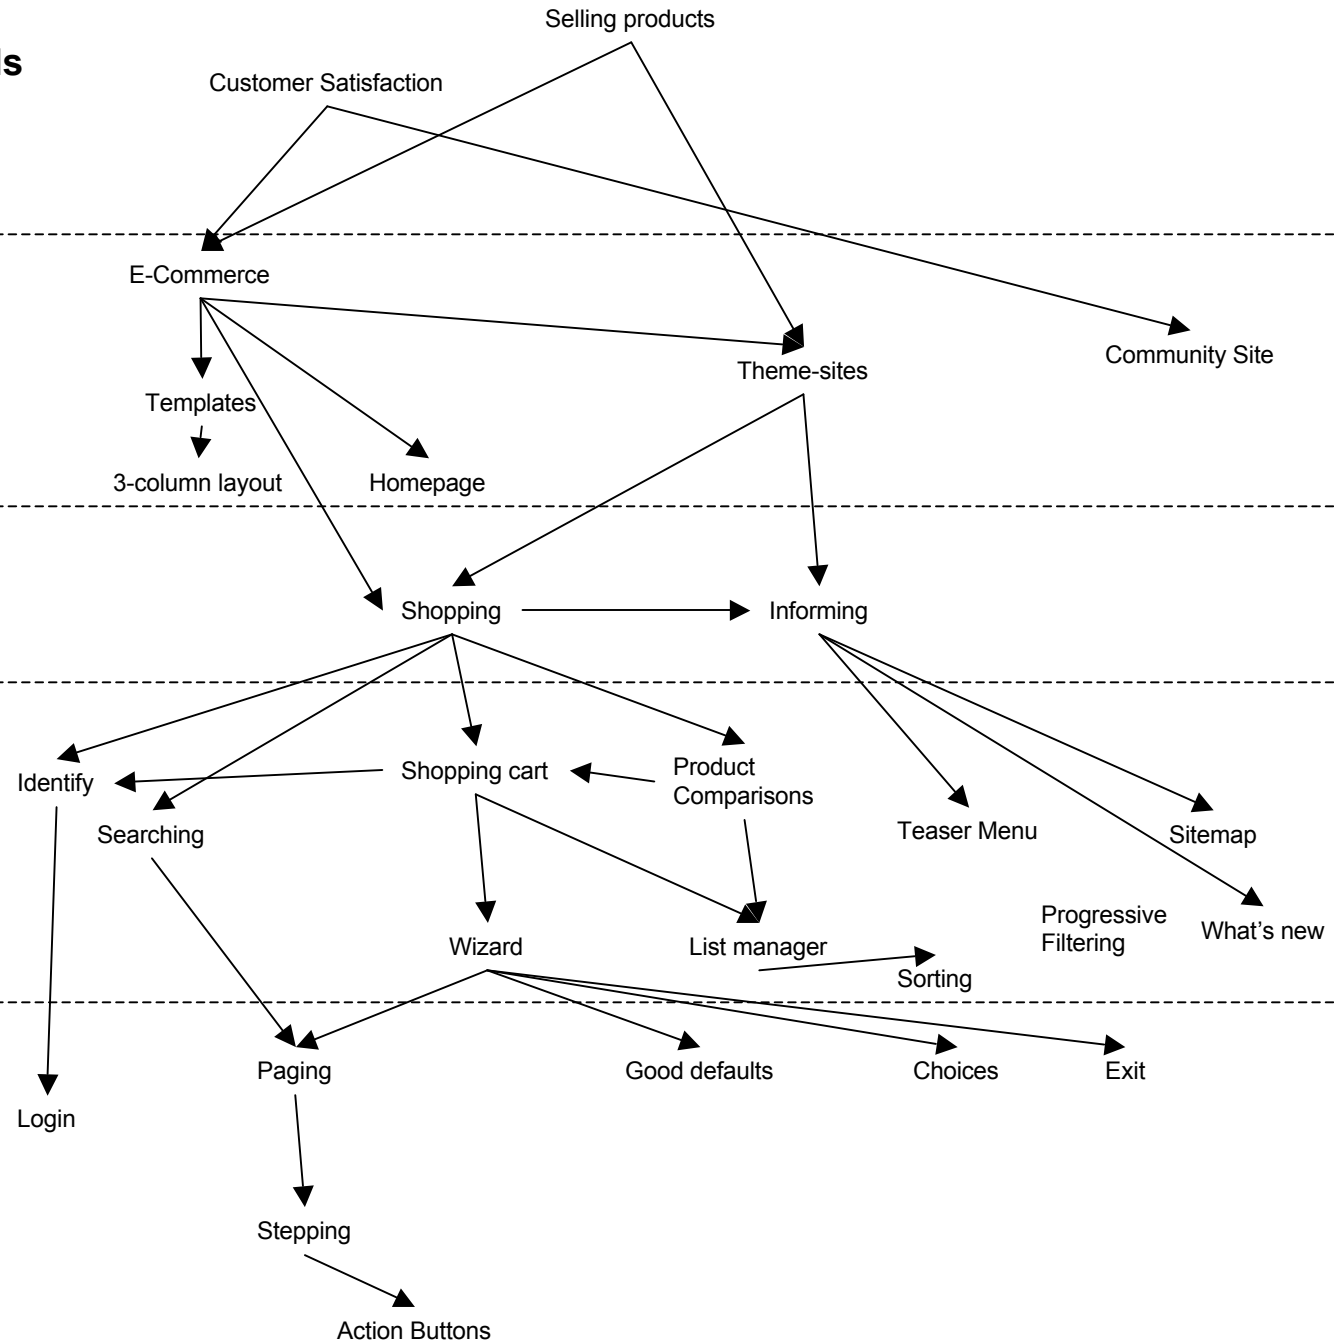 Selling products
ls
Customer Satisfaction
E-Commerce
Community Site
Theme-sites
Templates
3-column layout
Homepage
Shopping
Informing
Identify
Shopping cart
Product
Comparisons
Searching
Teaser Menu
Sitemap
Progressive
Filtering
What's new
Wizard
List manager
Sorting
Paging
Good defaults
Choices
Exit
Login
Stepping
Action Buttons